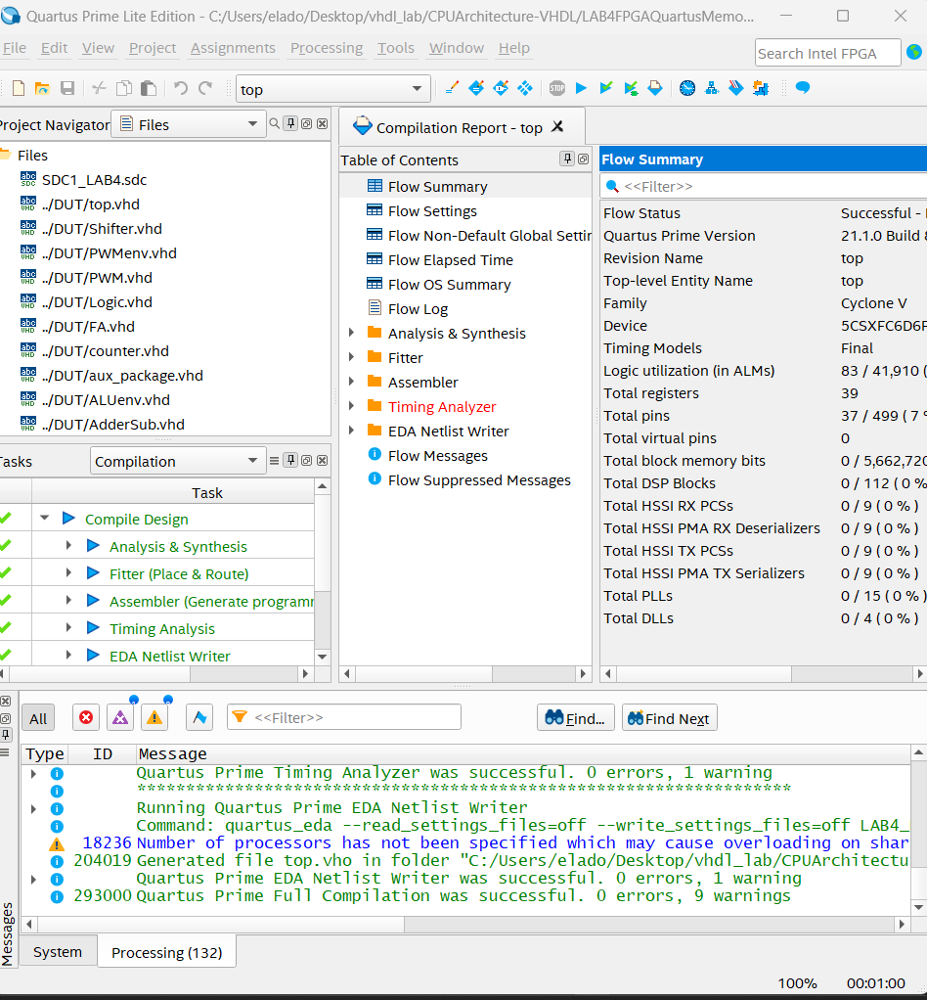 Quartus Prime Lite Edition - C:/Users/elado/Desktop/vhdl_lab/CPUArchitecture-VHDL/LAB4FPGAQuartusMemo...
File Edit View Project Assignments Processing Tools Window Help
Search Intel FPGA
top
Project Navigator Files
Files
SDC1_LAB4.sdc
../DUT/top.vhd
../DUT/Shifter.vhd
../DUT/PWMenv.vhd
../DUT/PWM.vhd
../DUT/Logic.vhd
../DUT/FA.vhd
../DUT/counter.vhd
../DUT/aux_package.vhd
../DUT/ALUenv.vhd
../DUT/AdderSub.vhd
Tasks Compilation
Task
Compile Design
Analysis & Synthesis
Fitter (Place & Route)
Assembler (Generate programm
Timing Analysis
EDA Netlist Writer
Compilation Report - top
Table of Contents
Flow Summary
Flow Settings
Flow Non-Default Global Settin
Flow Elapsed Time
Flow OS Summary
Flow Log
Analysis & Synthesis
Fitter
Assembler
Timing Analyzer
EDA Netlist Writer
Flow Messages
Flow Suppressed Messages
Flow Summary
<<Filter>>
Flow Status Successful -
Quartus Prime Version 21.1.0 Build
Revision Name top
Top-level Entity Name top
Family Cyclone V
Device 5CSXFC6D6F
Timing Models Final
Logic utilization (in ALMs) 83 / 41,910 (
Total registers 39
Total pins 37 / 499 ( 7 %
Total virtual pins 0
Total block memory bits 0 / 5,662,720
Total DSP Blocks 0 / 112 ( 0 %
Total HSSI RX PCSs 0 / 9 ( 0 % )
Total HSSI PMA RX Deserializers 0 / 9 ( 0 % )
Total HSSI TX PCSs 0 / 9 ( 0 % )
Total HSSI PMA TX Serializers 0 / 9 ( 0 % )
Total PLLs 0 / 15 ( 0 % )
Total DLLs 0 / 4 ( 0 % )
All <<Filter>> Find... Find Next
Type ID Message
Quartus Prime Timing Analyzer was successful. 0 errors, 1 warning
*******************************************************************
Running Quartus Prime EDA Netlist Writer
Command: quartus_eda --read_settings_files=off --write_settings_files=off LAB4_
18236 Number of processors has not been specified which may cause overloading on shar
204019 Generated file top.vho in folder "C:/Users/elado/Desktop/vhdl_lab/CPUArchitectu
Quartus Prime EDA Netlist Writer was successful. 0 errors, 1 warning
293000 Quartus Prime Full Compilation was successful. 0 errors, 9 warnings
Messages
System Processing (132)
100% 00:01:00